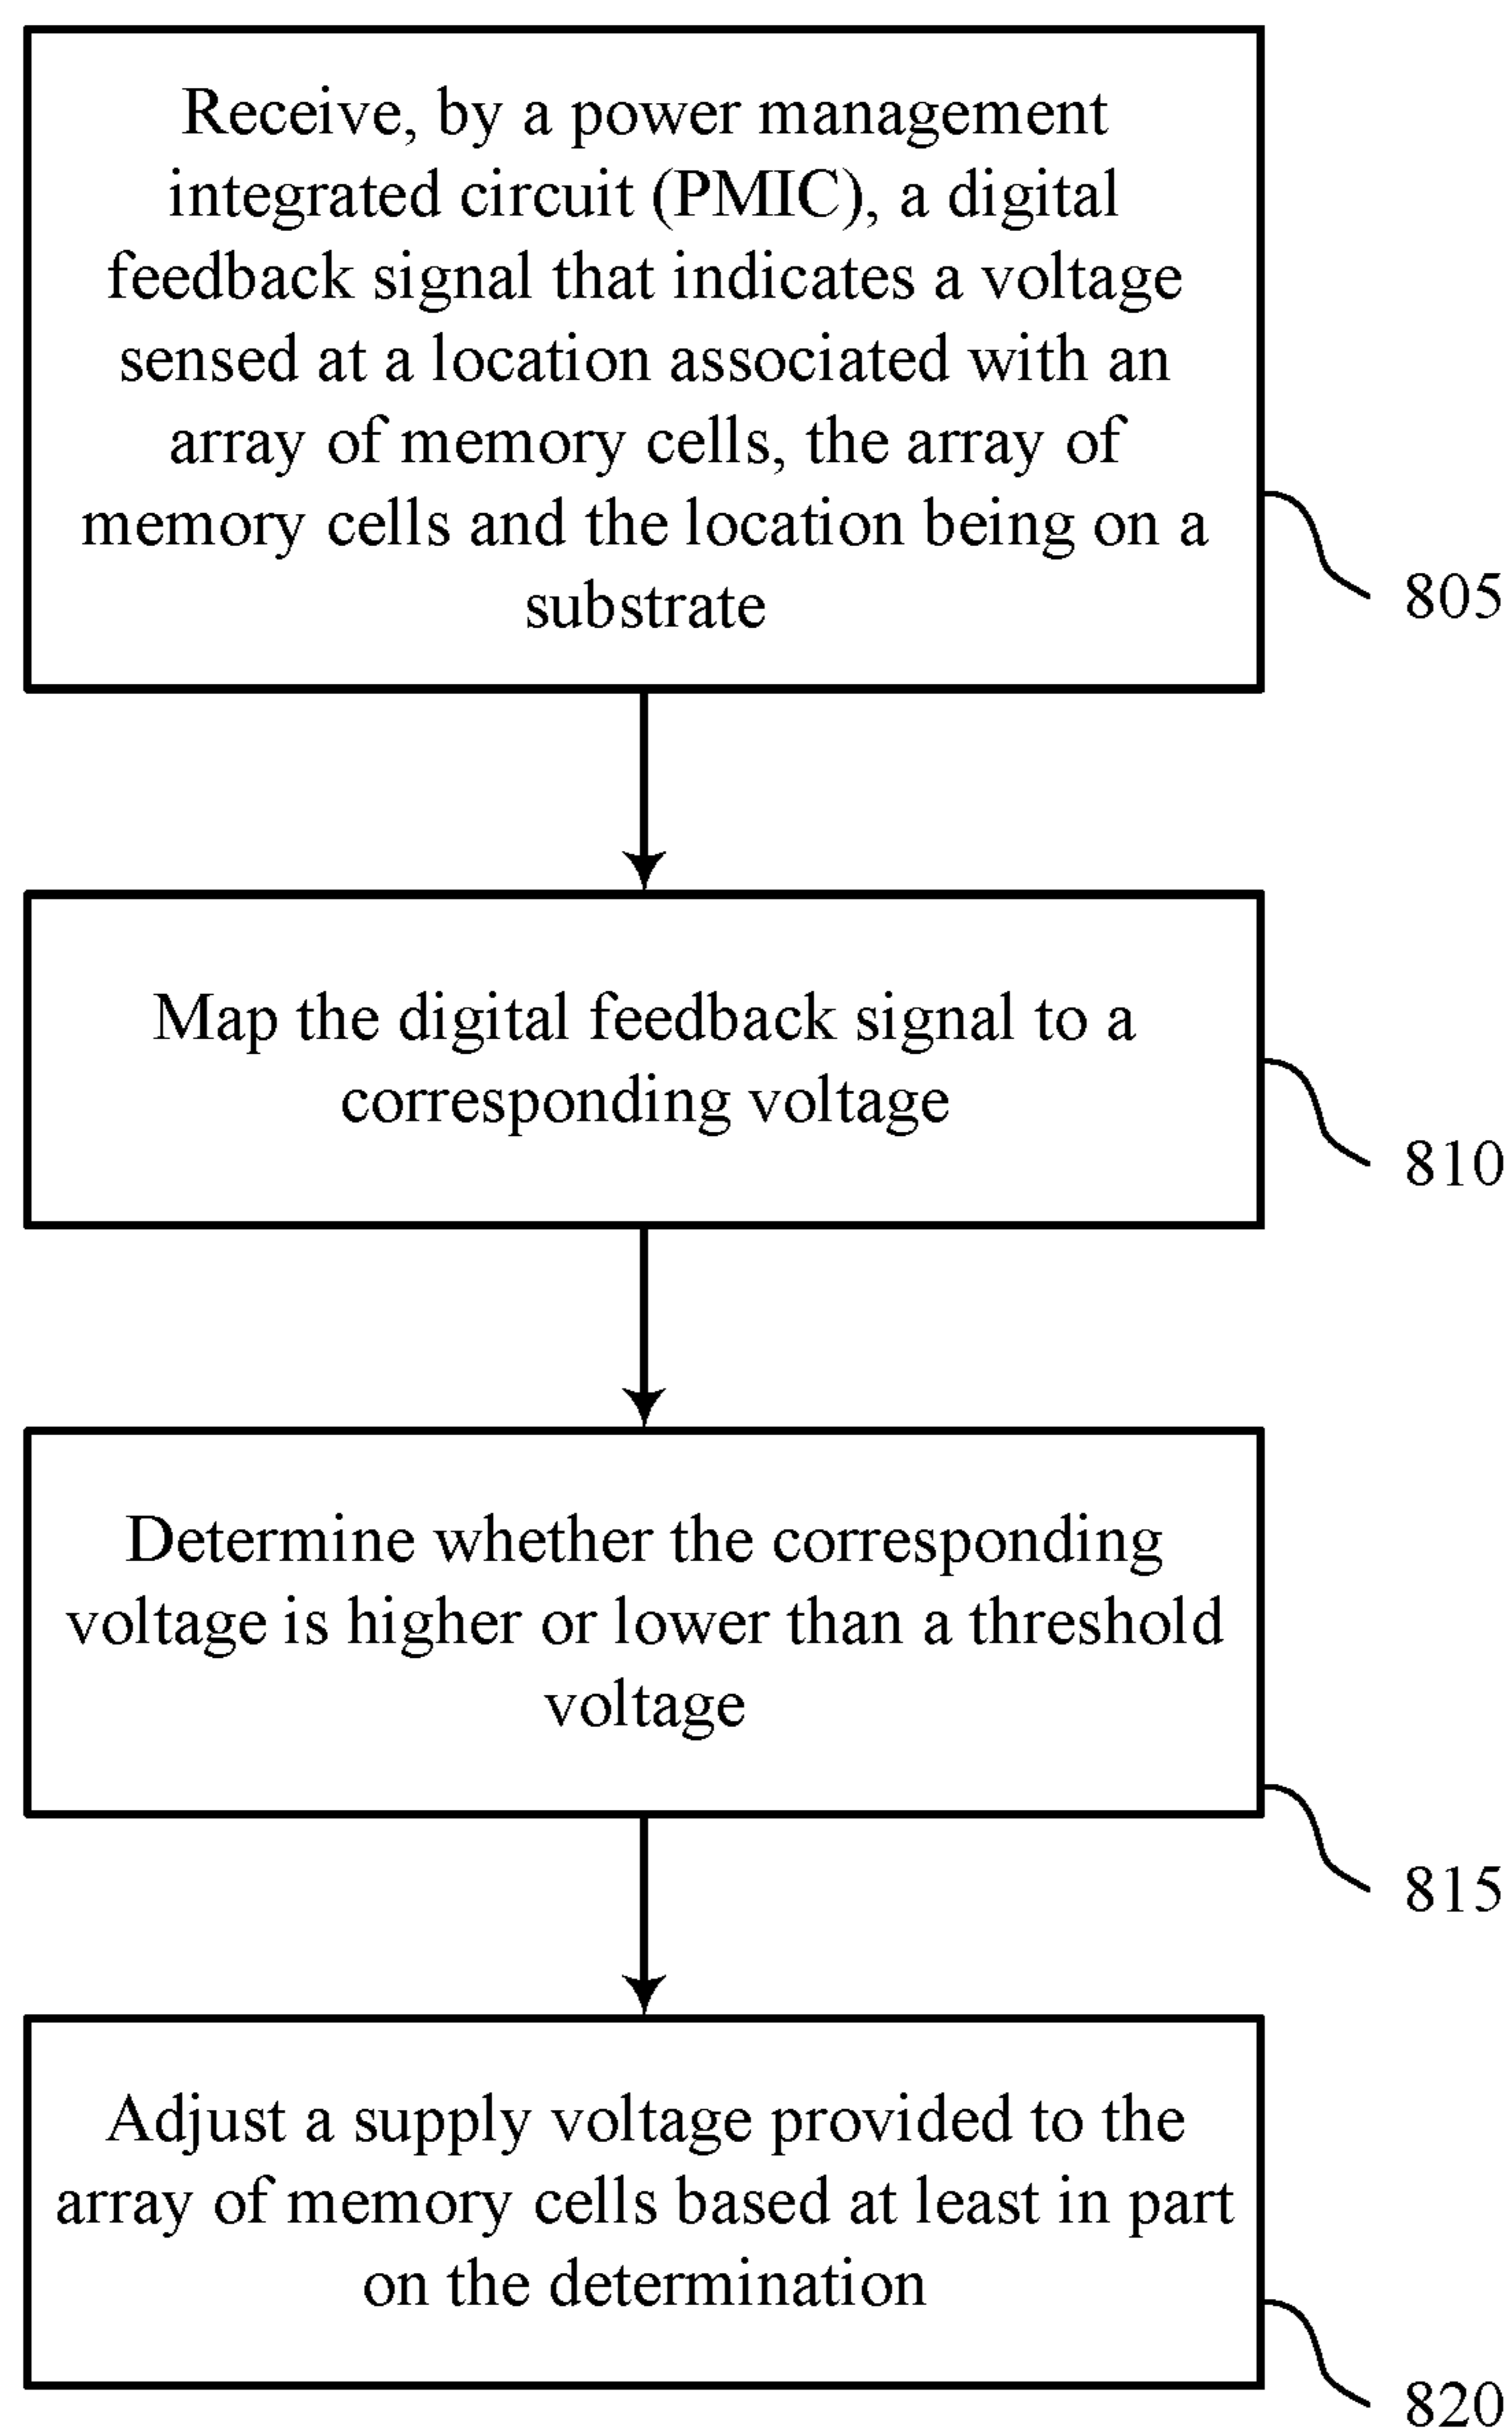 Receive, by a power management
integrated circuit (PMIC), a digital
feedback signal that indicates a voltage
sensed at a location associated with an
array of memory cells, the array of
memory cells and the location being on a
substrate
805
Map the digital feedback signal to a
corresponding voltage
810
Determine whether the corresponding
voltage is higher or lower than a threshold
voltage
815
Adjust a supply voltage provided to the
array of memory cells based at least in part
on the determination
820